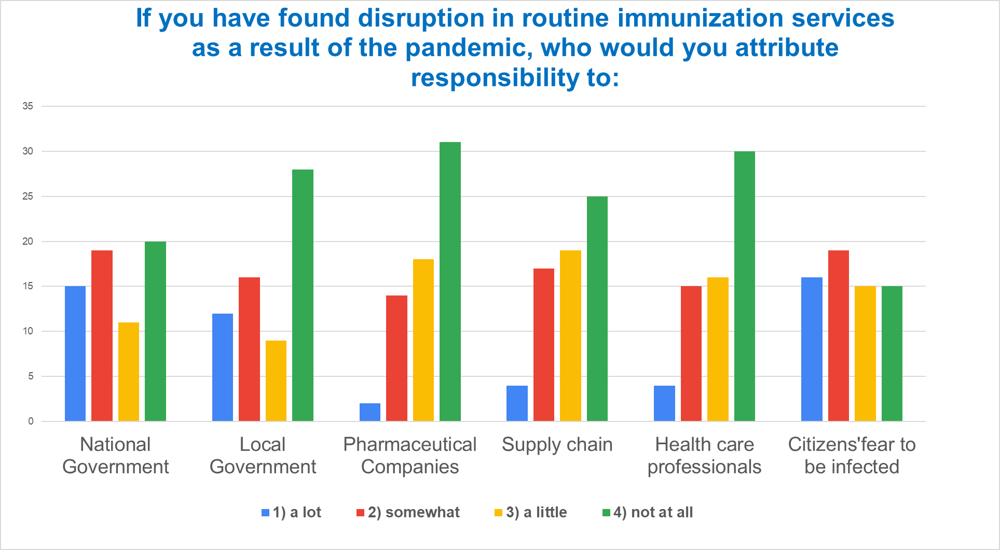 If you have found disruption in routine immunization services
as a result of the pandemic, who would you attribute
responsibility to:
35
30
25
20
15
10
5
0
National
Government
Local
Government
Pharmaceutical
Companies
Supply chain
Health care
professionals
Citizens'fear to
be infected
1) a lot
2) somewhat
3) a little
4) not at all